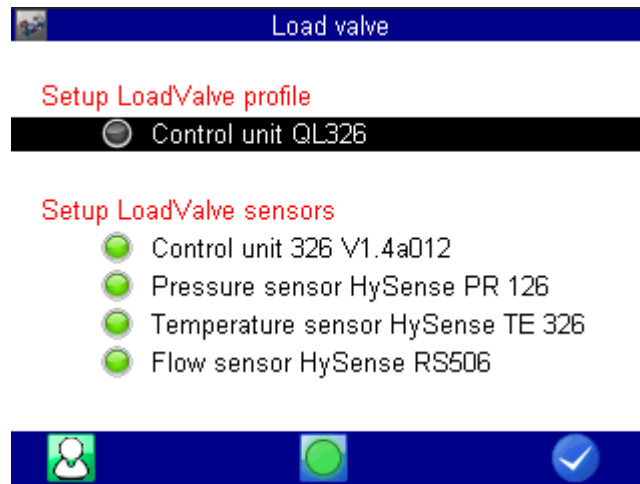 Load valve
Setup LoadValve profile
Control unit QL326
Setup LoadValve sensors
Control unit 326 V1.4a012
Pressure sensor HySense PR 126
Temperature sensor HySense TE 326
Flow sensor HySense RS506